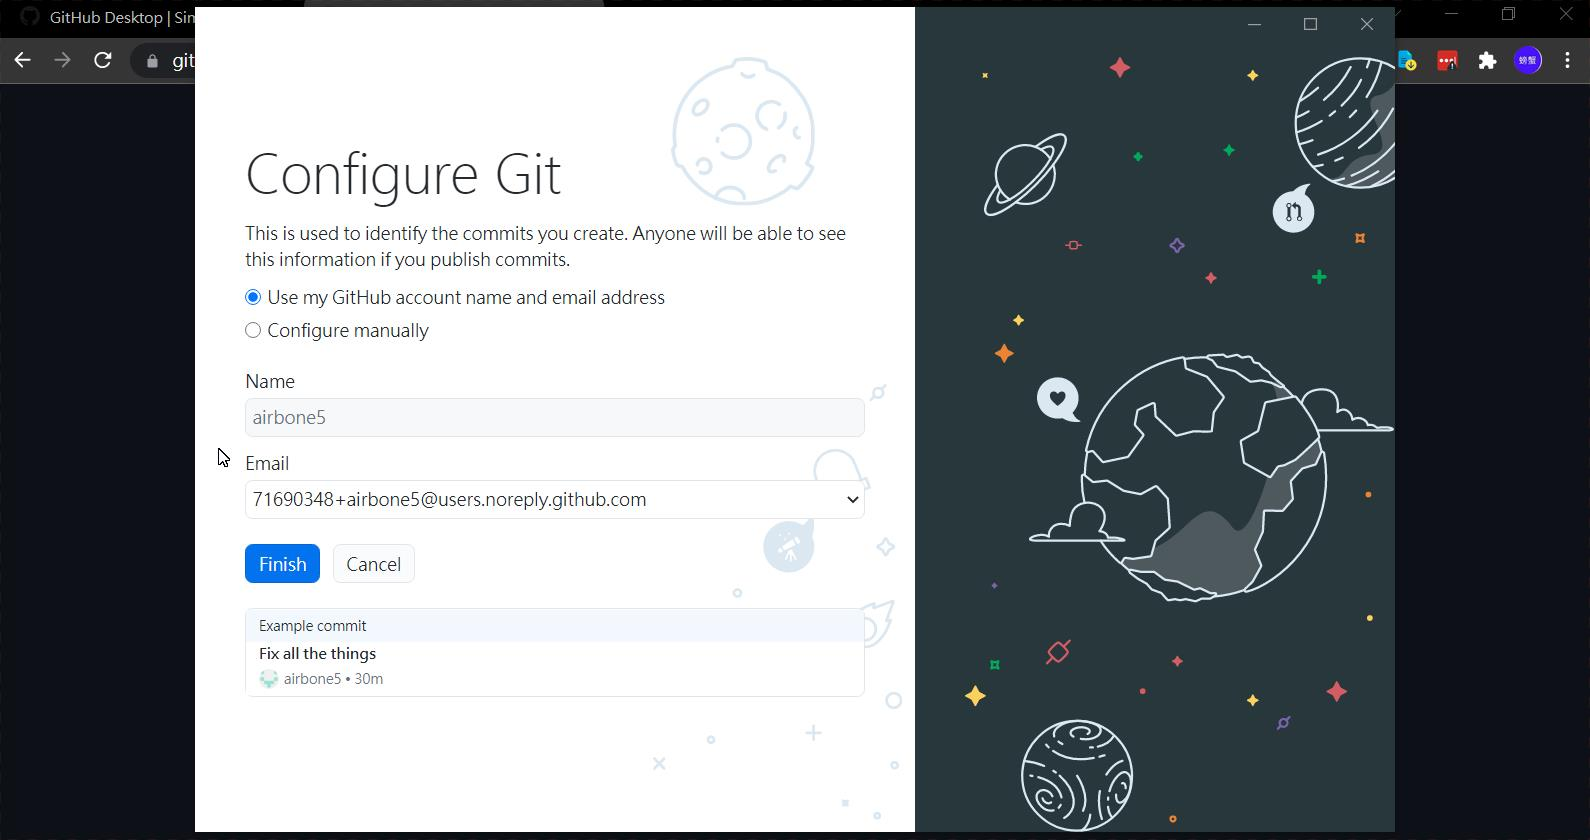 GitHub Desktop | Sin
git
螃蟹
Configure Git
This is used to identify the commits you create. Anyone will be able to see
this information if you publish commits.
Use my GitHub account name and email address
Configure manually
Name
airbone5
Email
71690348+airbone5@users.noreply.github.com
Finish
Cancel
Example commit
Fix all the things
airbone5 • 30m